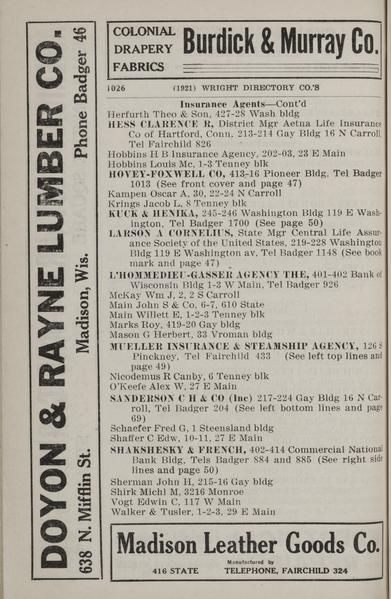 DOYON & RAYNE LUMBER CO.
638 N. Mifflin St. Madison, Wis. Phone Badger 46
COLONIAL
DRAPERY
FABRICS
Burdick & Murray Co.
1026 (1921) WRIGHT DIRECTORY CO.'S
Insurance Agents—Cont'd
Herfurth Theo & Son, 427-28 Wash bldg
HESS CLARENCE R, District Mgr Aetna Life Insurance
Co of Hartford, Conn, 213-214 Gay Bldg 16 N Carroll
Tel Fairchild 826
Hobbins H B Insurance Agency, 202-03, 23 E Main
Hobbins Louis Mc, 1-3 Tenney blk
HOVEY-FOXWELL CO, 413-16 Pioneer Bldg, Tel Badger
1013 (See front cover and page 47)
Kampen Oscar A, 30, 22-24 N Carroll
Krings Jacob L, 8 Tenney blk
KUCK & HENIKA, 245-246 Washington Bldg 119 E Wash-
ington, Tel Badger 1700 (See page 50)
LARSON A CORNELIUS, State Mgr Central Life Assur-
ance Society of the United States, 219-228 Washington
Bldg 119 E Washington av, Tel Badger 1148 (See book
mark and page 47)
L'HOMMEDIEU-GASSER AGENCY THE, 401-402 Bank of
Wisconsin Bldg 1-3 W Main, Tel Badger 926
McKay Wm J, 2, 2 S Carroll
Main John S & Co, 6-7, 610 State
Main Willett E, 1-2-3 Tenney blk
Marks Roy, 419-20 Gay bldg
Mason G Herbert, 33 Vroman bldg
MUELLER INSURANCE & STEAMSHIP AGENCY, 126 S
Pinckney, Tel Fairchild 433 (See left top lines and
page 49)
Nicodemus R Canby, 6 Tenney blk
O'Keefe Alex W, 27 E Main
SANDERSON C H & CO (Inc) 217-224 Gay Bldg 16 N Car-
roll, Tel Badger 204 (See left bottom lines and page
69)
Schaefer Fred G, 1 Steensland bldg
Shaffer C Edw, 10-11, 27 E Main
SHAKSHESKY & FRENCH, 402-414 Commercial National
Bank Bldg, Tels Badger 884 and 885 (See right side
lines and page 50)
Sherman John H, 215-16 Gay bldg
Shirk Michl M, 3216 Monroe
Vogt Edwin C, 117 W Main
Walker & Tusler, 1-2-3, 29 E Main
Madison Leather Goods Co.
Manufactured by
416 STATE TELEPHONE, FAIRCHILD 324